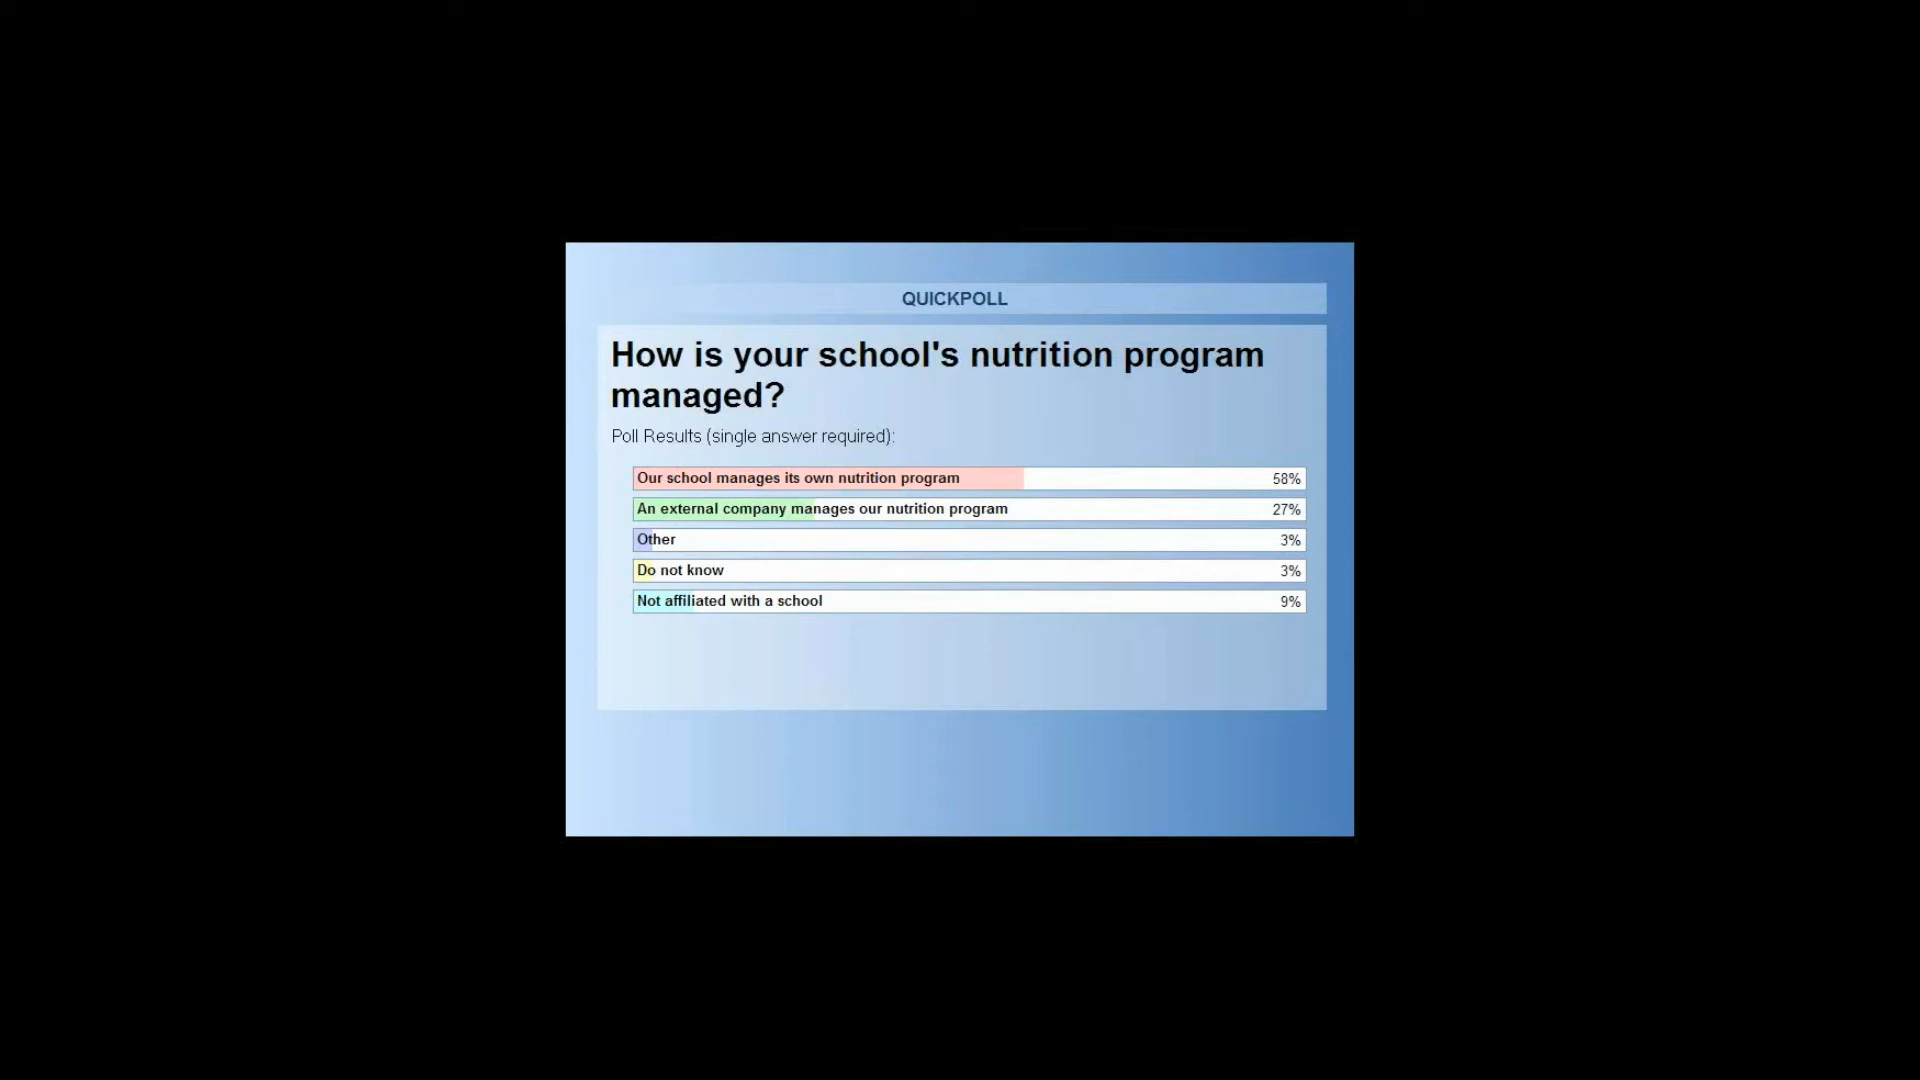 QUICKPOLL
How is your school's nutrition program
managed?
Poll Results (single answer required):
Our school manages its own nutrition program 58%
An external company manages our nutrition program 27%
Other 3%
Do not know 3%
Not affiliated with a school 9%